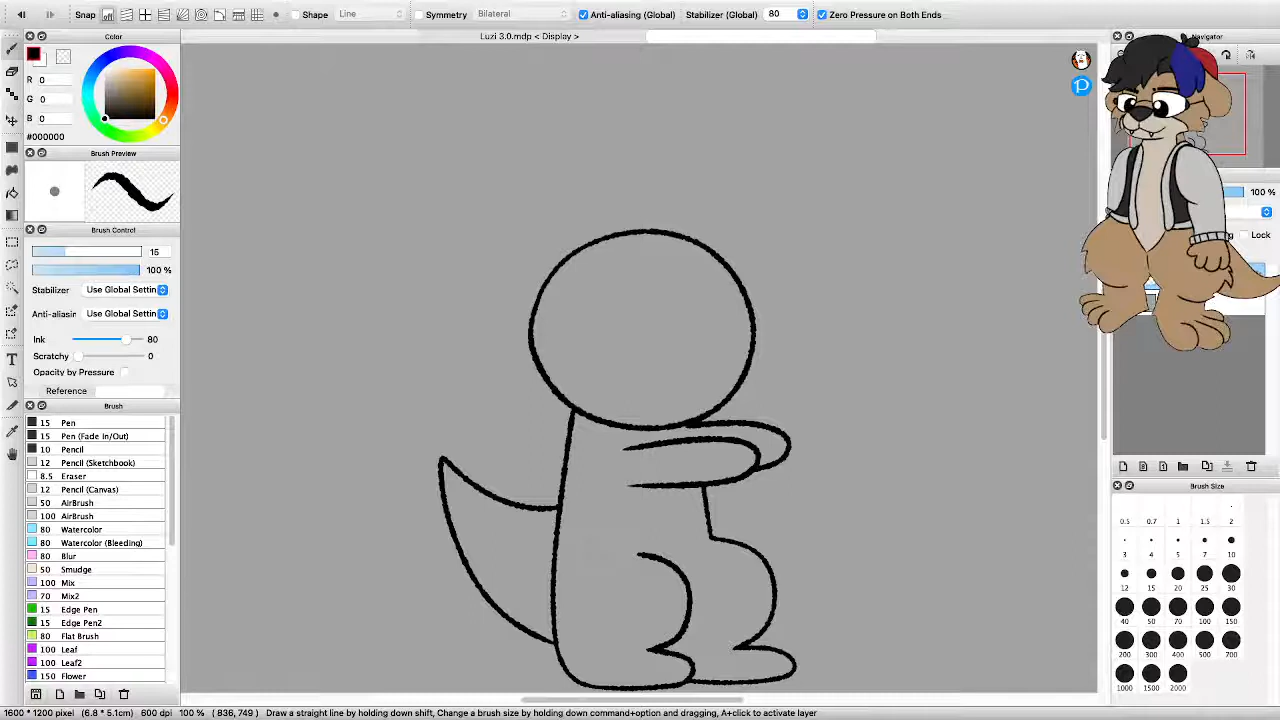 Snap Shape Line Symmetry Bilateral Anti-aliasing (Global) Stabilizer (Global) 80 Zero Pressure on Both Ends
Color
Luzi 3.0.mdp < Display >
Navigator
R 0
G 0
B 0
#000000
Brush Preview
100 %
Lock
Brush Control
15
100 %
Stabilizer Use Global Settin
Anti-aliasin Use Global Settin
Ink 80
Scratchy 0
Opacity by Pressure
Reference
Brush
15 Pen
15 Pen (Fade In/Out)
10 Pencil
12 Pencil (Sketchbook)
8.5 Eraser
12 Pencil (Canvas)
50 AirBrush
100 AirBrush
80 Watercolor
80 Watercolor (Bleeding)
80 Blur
50 Smudge
100 Mix
70 Mix2
15 Edge Pen
15 Edge Pen2
80 Flat Brush
100 Leaf
100 Leaf2
150 Flower
Brush Size
0.5 0.7 1 1.5 2
3 4 5 7 10
12 15 20 25 30
40 50 70 100 150
200 300 400 500 700
1000 1500 2000
1600 * 1200 pixel (6.8 * 5.1cm) 600 dpi 100 % ( 836, 749 ) Draw a straight line by holding down shift, Change a brush size by holding down command+option and dragging, A+click to activate layer